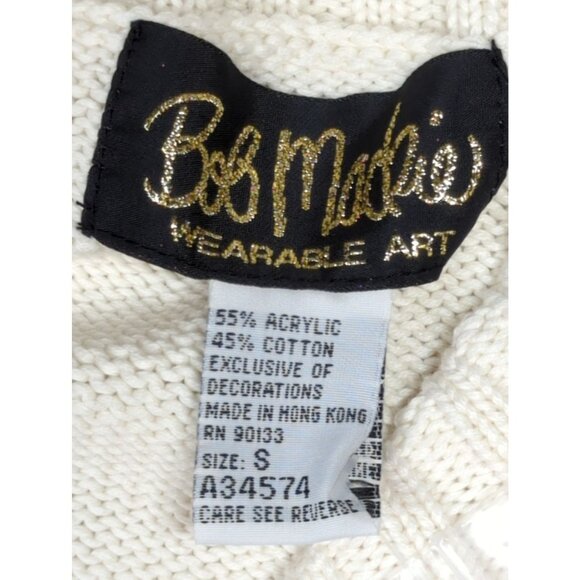 Bob Mackie
WEARABLE ART
55% ACRYLIC
45% COTTON
EXCLUSIVE OF
DECORATIONS
MADE IN HONG KONG
RN 90133
SIZE: S
A34574
CARE SEE REVERSE